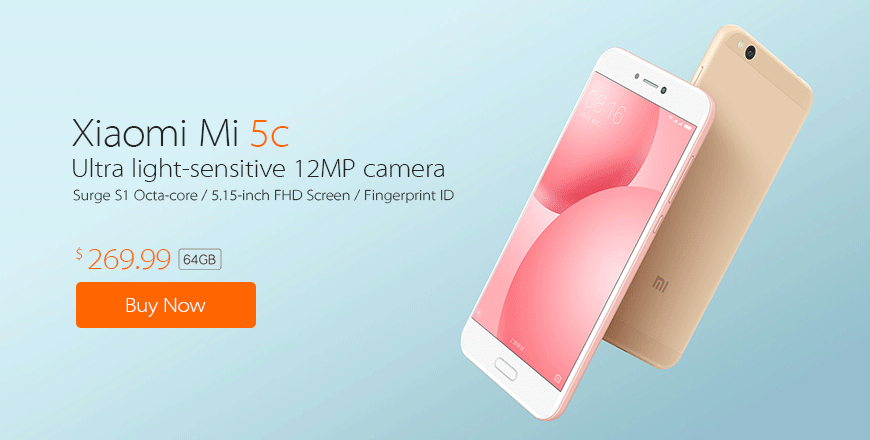 Xiaomi Mi 5c
Ultra light-sensitive 12MP camera
Surge S1 Octa-core / 5.15-inch FHD Screen / Fingerprint ID
$ 269.99 64GB
Buy Now
08:16
MI